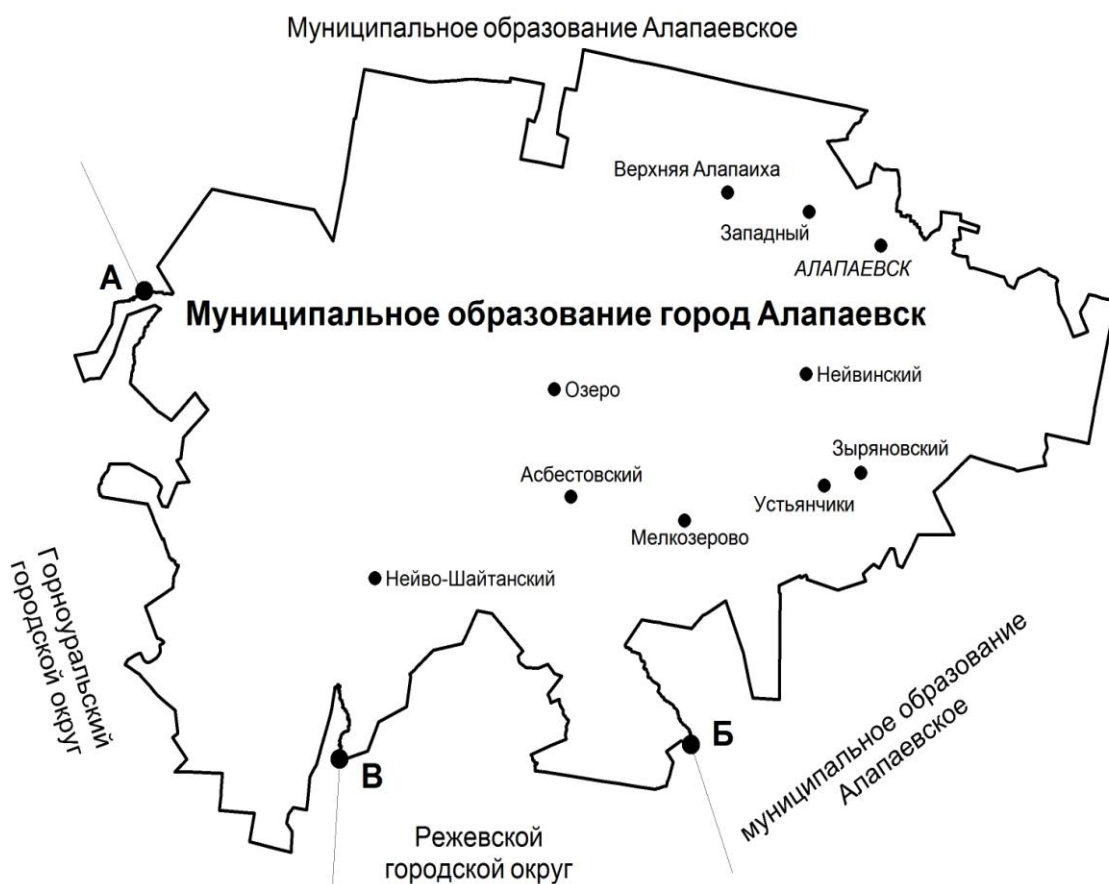 Муниципальное образование Алапаевское
Верхняя Алапаиха
Западный
АЛАПАЕВСК
А
Муниципальное образование город Алапаевск
Озеро
Нейвинский
Зыряновский
Асбестовский
Устьянчики
Мелкозерово
Нейво-Шайтанский
Горноуральский
городской округ
муниципальное образование
Алапаевское
Б
В
Режевской
городской округ